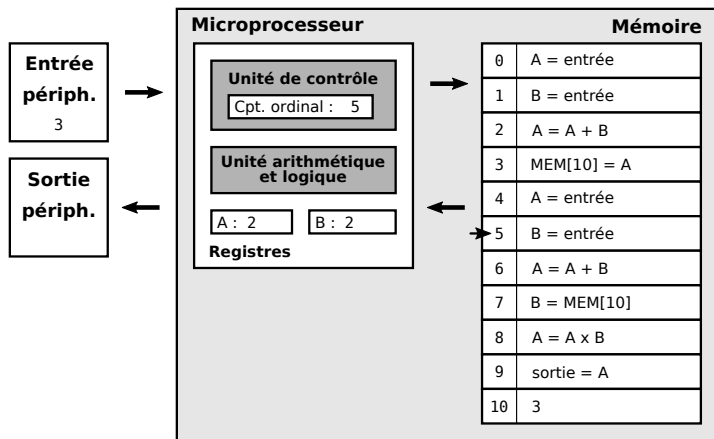 Entrée
périph.
3
Sortie
périph.
Microprocesseur
Unité de contrôle
Cpt. ordinal : 5
Unité arithmétique
et logique
A : 2
B : 2
Registres
Mémoire
0 A = entrée
1 B = entrée
2 A = A + B
3 MEM[10] = A
4 A = entrée
5 B = entrée
6 A = A + B
7 B = MEM[10]
8 A = A x B
9 sortie = A
10 3